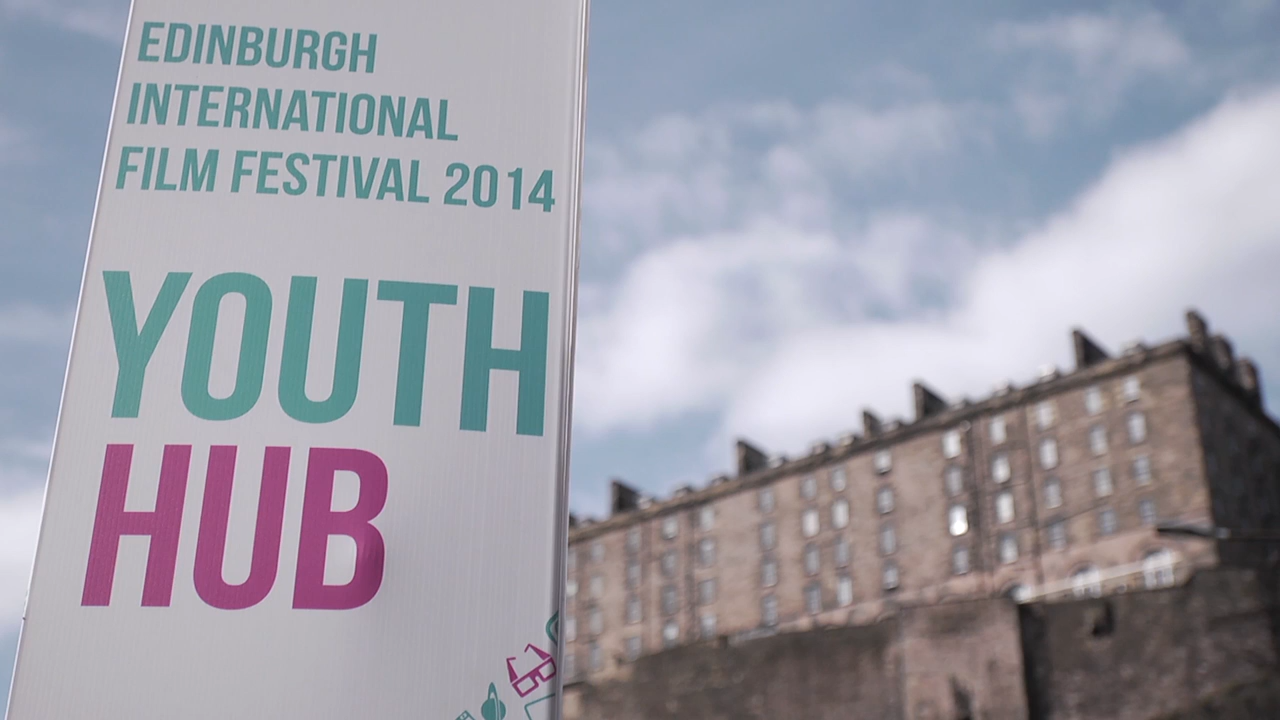 EDINBURGH
INTERNATIONAL
FILM FESTIVAL 2014
YOUTH
HUB